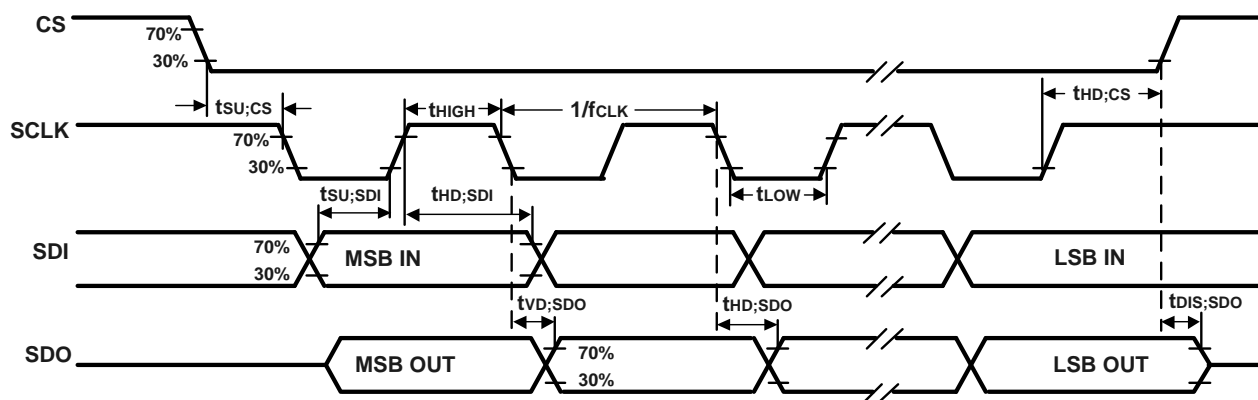 CS
70%
30%
tSU;CS
tHIGH
1/fCLK
tHD;CS
SCLK
70%
30%
tSU;SDI
tHD;SDI
tLOW
SDI
70%
30%
MSB IN
LSB IN
tVD;SDO
tHD;SDO
tDIS;SDO
SDO
MSB OUT
70%
30%
LSB OUT